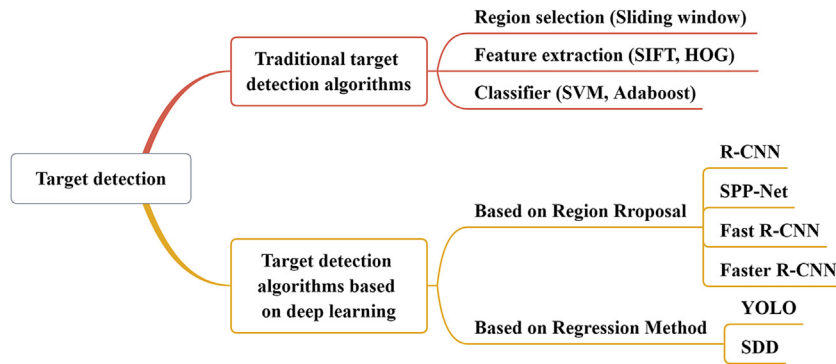 Region selection (Sliding window)
Traditional target
detection algorithms
Feature extraction (SIFT, HOG)
Classifier (SVM, Adaboost)
Target detection
Target detection
algorithms based
on deep learning
Based on Region Rroposal
R-CNN
SPP-Net
Fast R-CNN
Faster R-CNN
Based on Regression Method
YOLO
SDD